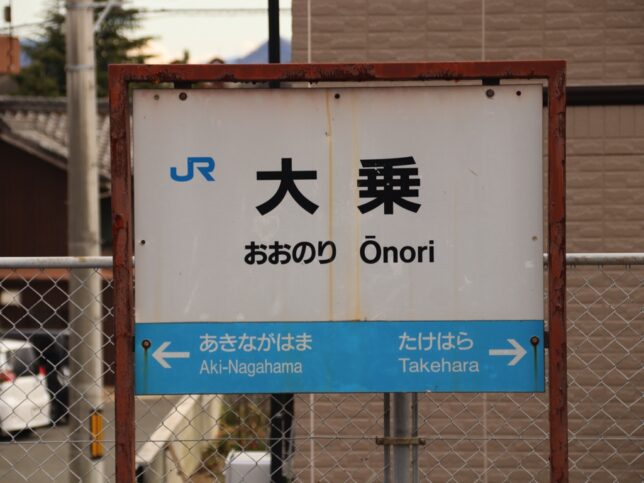 JR 大乗
おおのり Ōnori
あきながはま たけはら
Aki-Nagahama Takehara